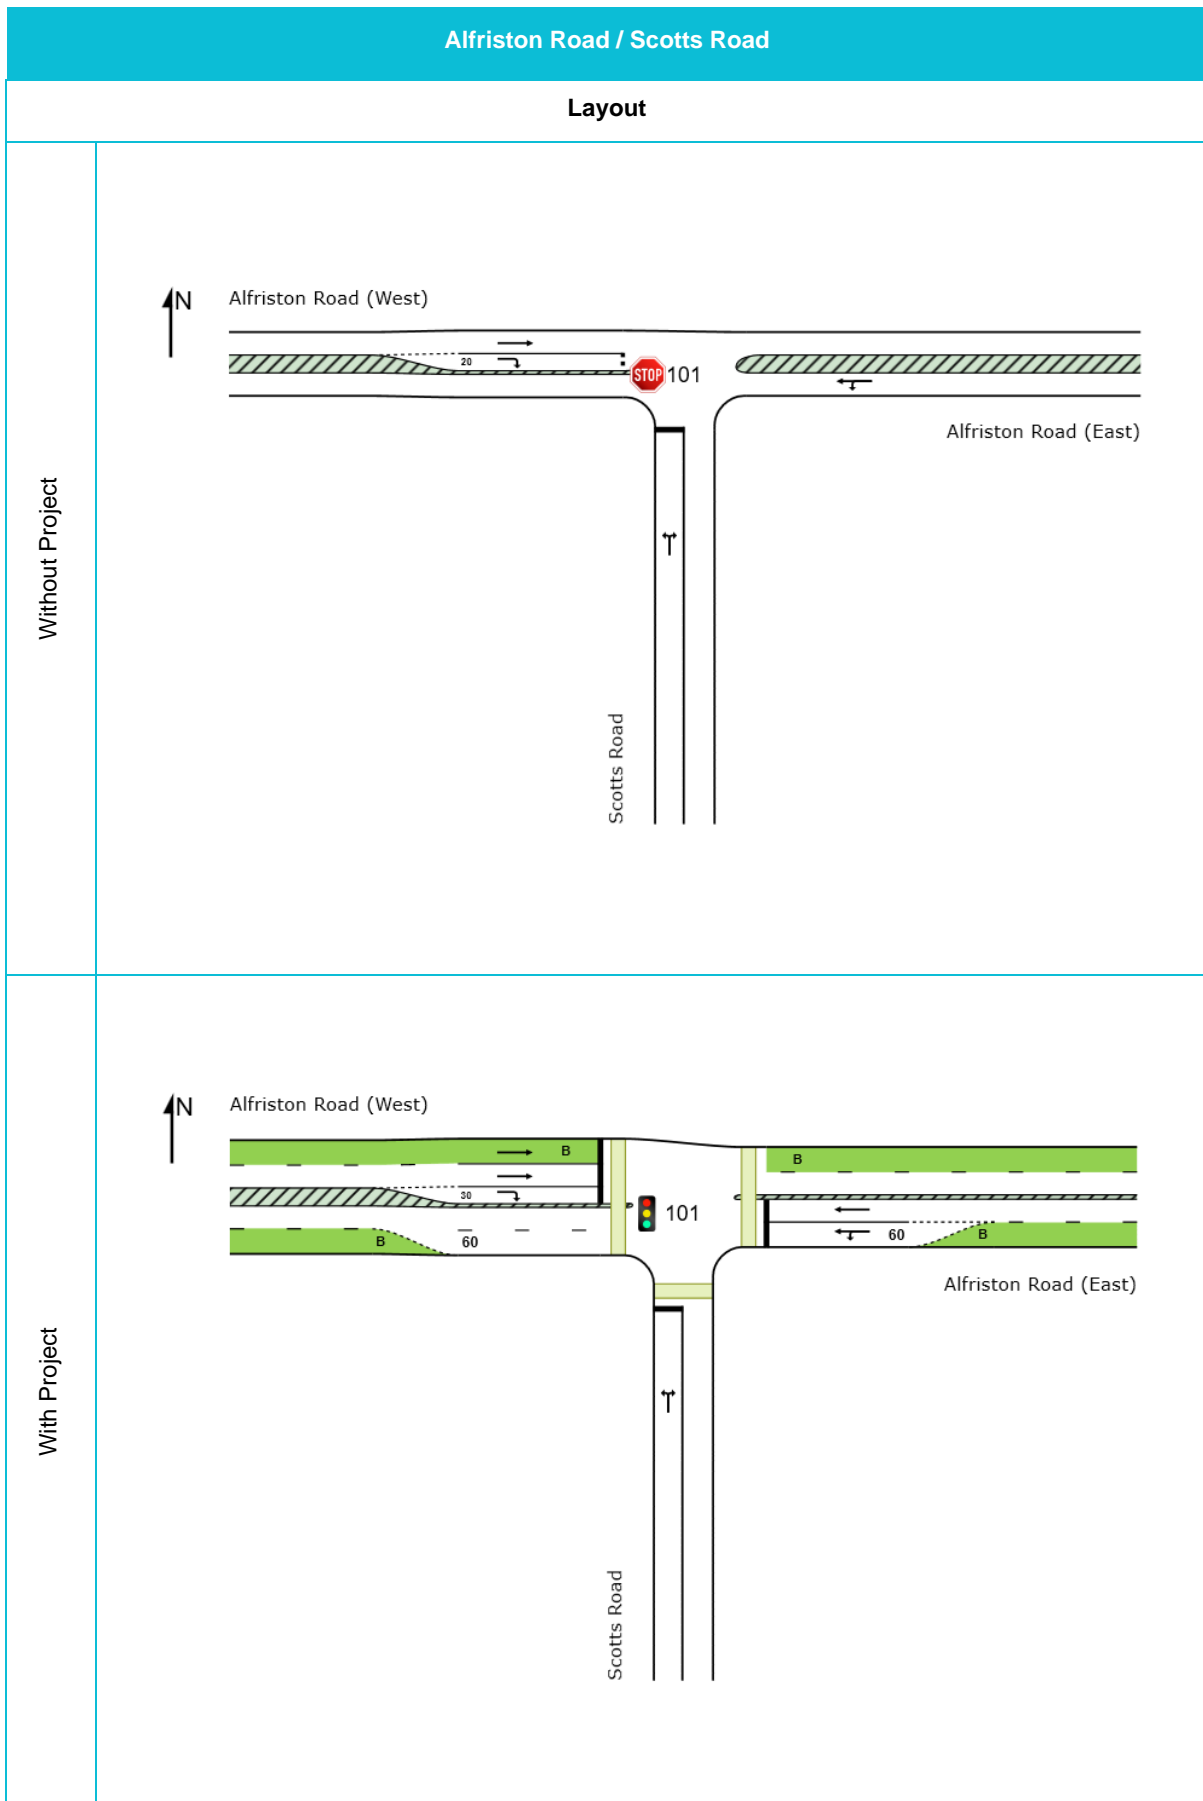 Alfriston Road / Scotts Road
Layout
Without Project
N
Alfriston Road (West)
20
STOP
101
Alfriston Road (East)
Scotts Road
With Project
N
Alfriston Road (West)
B
B
30
101
B
60
60
B
Alfriston Road (East)
Scotts Road